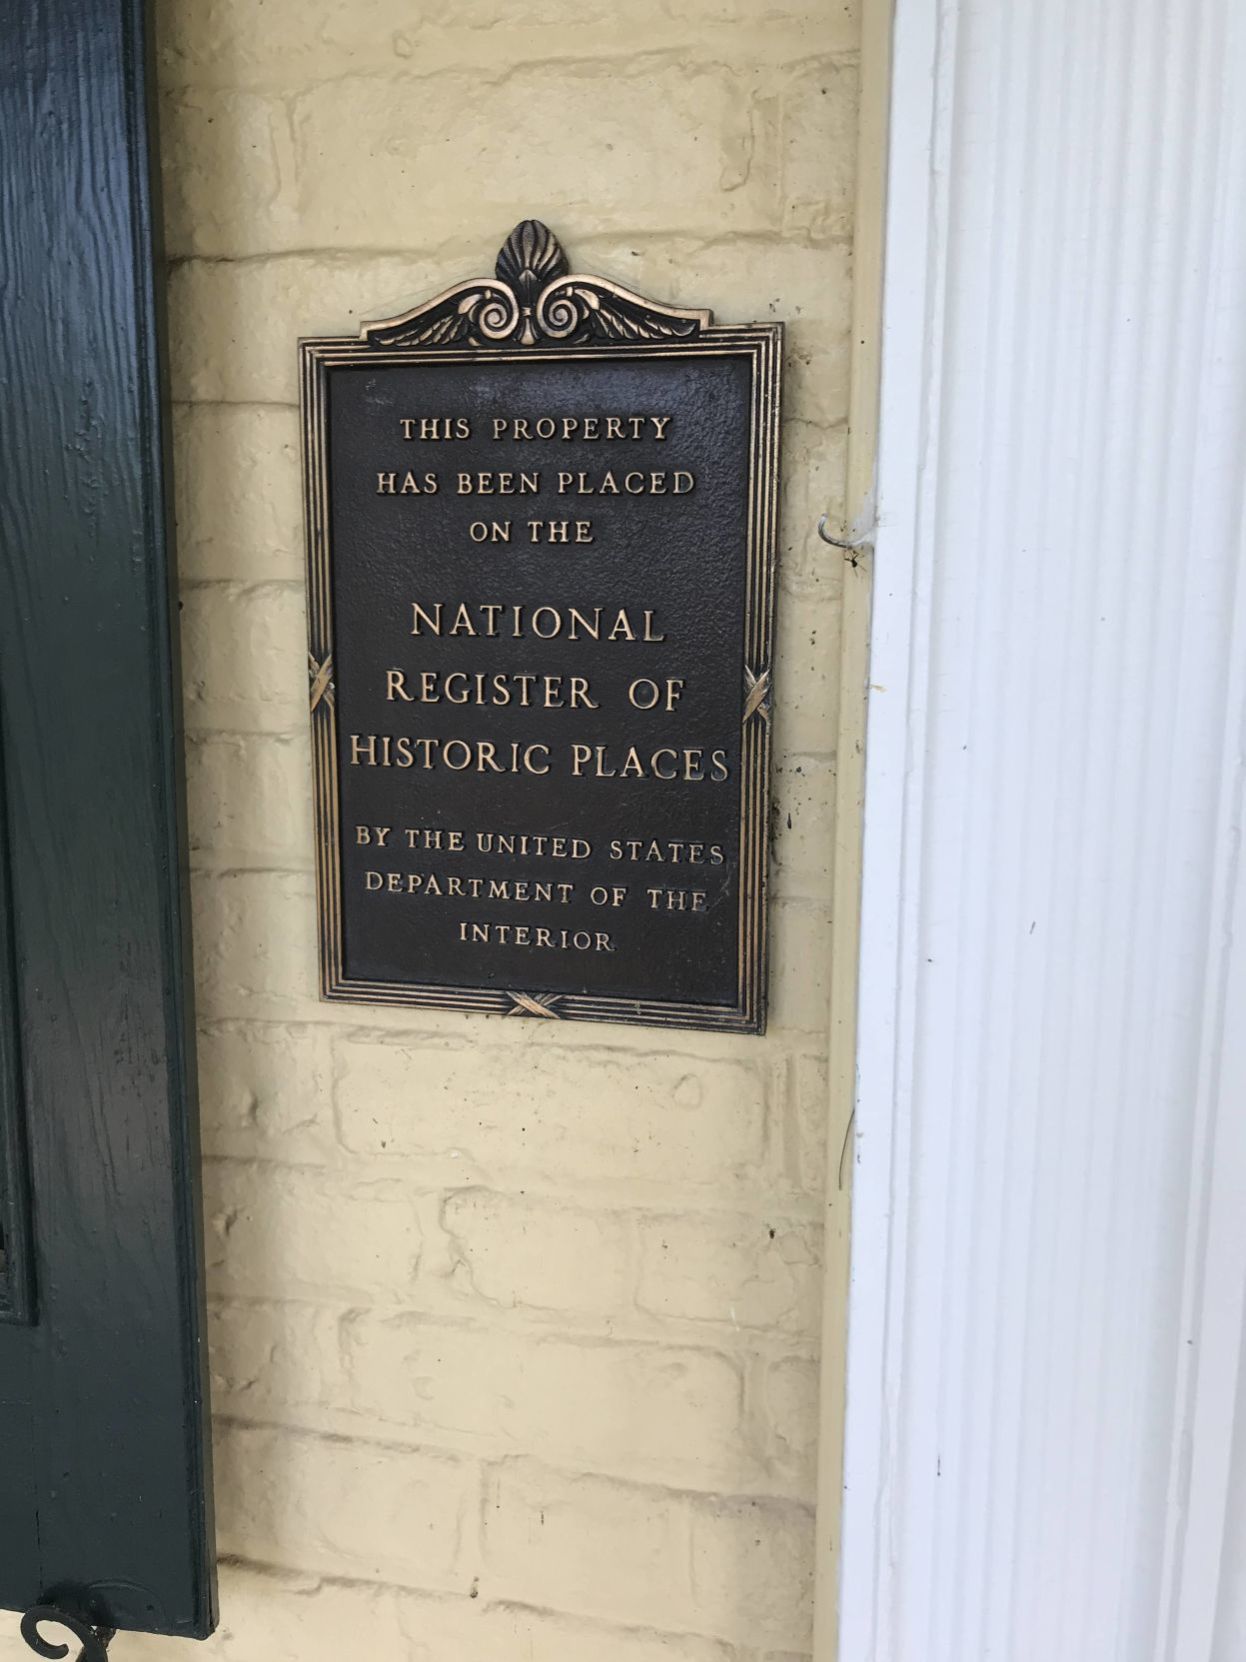 THIS PROPERTY
HAS BEEN PLACED
ON THE
NATIONAL
REGISTER OF
HISTORIC PLACES
BY THE UNITED STATES
DEPARTMENT OF THE
INTERIOR